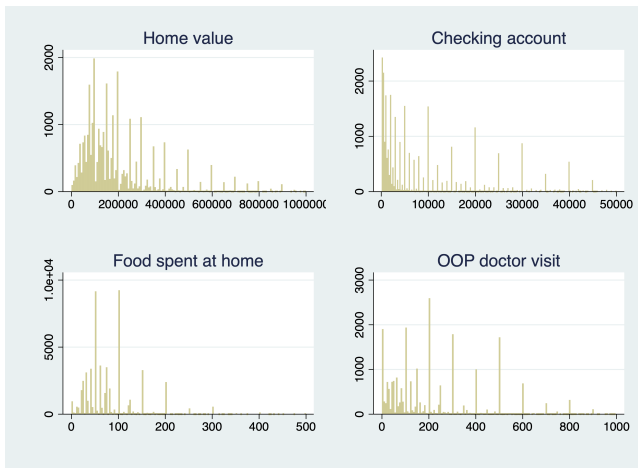 Home value
2000
1000
0
0 200000 400000 600000 800000 1000000
Checking account
2000
1000
0
0 10000 20000 30000 40000 50000
Food spent at home
1.0e+04
5000
0
0 100 200 300 400 500
OOP doctor visit
3000
2000
1000
0
0 200 400 600 800 1000